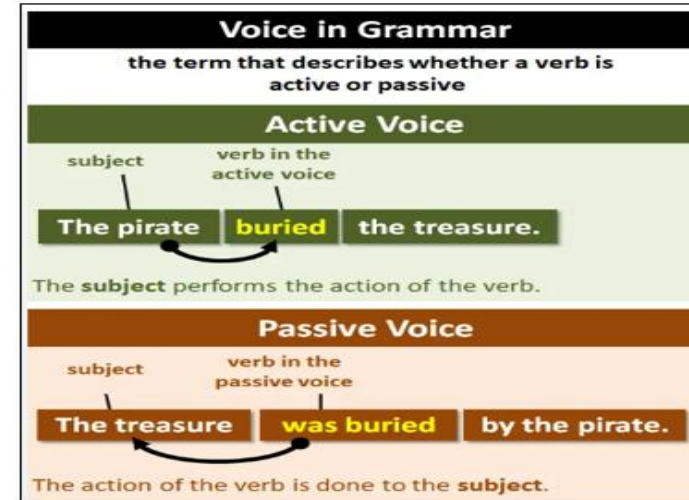 Voice in Grammar
the term that describes whether a verb is
active or passive
Active Voice
subject
verb in the
active voice
The pirate buried the treasure.
The subject performs the action of the verb.
Passive Voice
subject
verb in the
passive voice
The treasure was buried by the pirate.
The action of the verb is done to the subject.